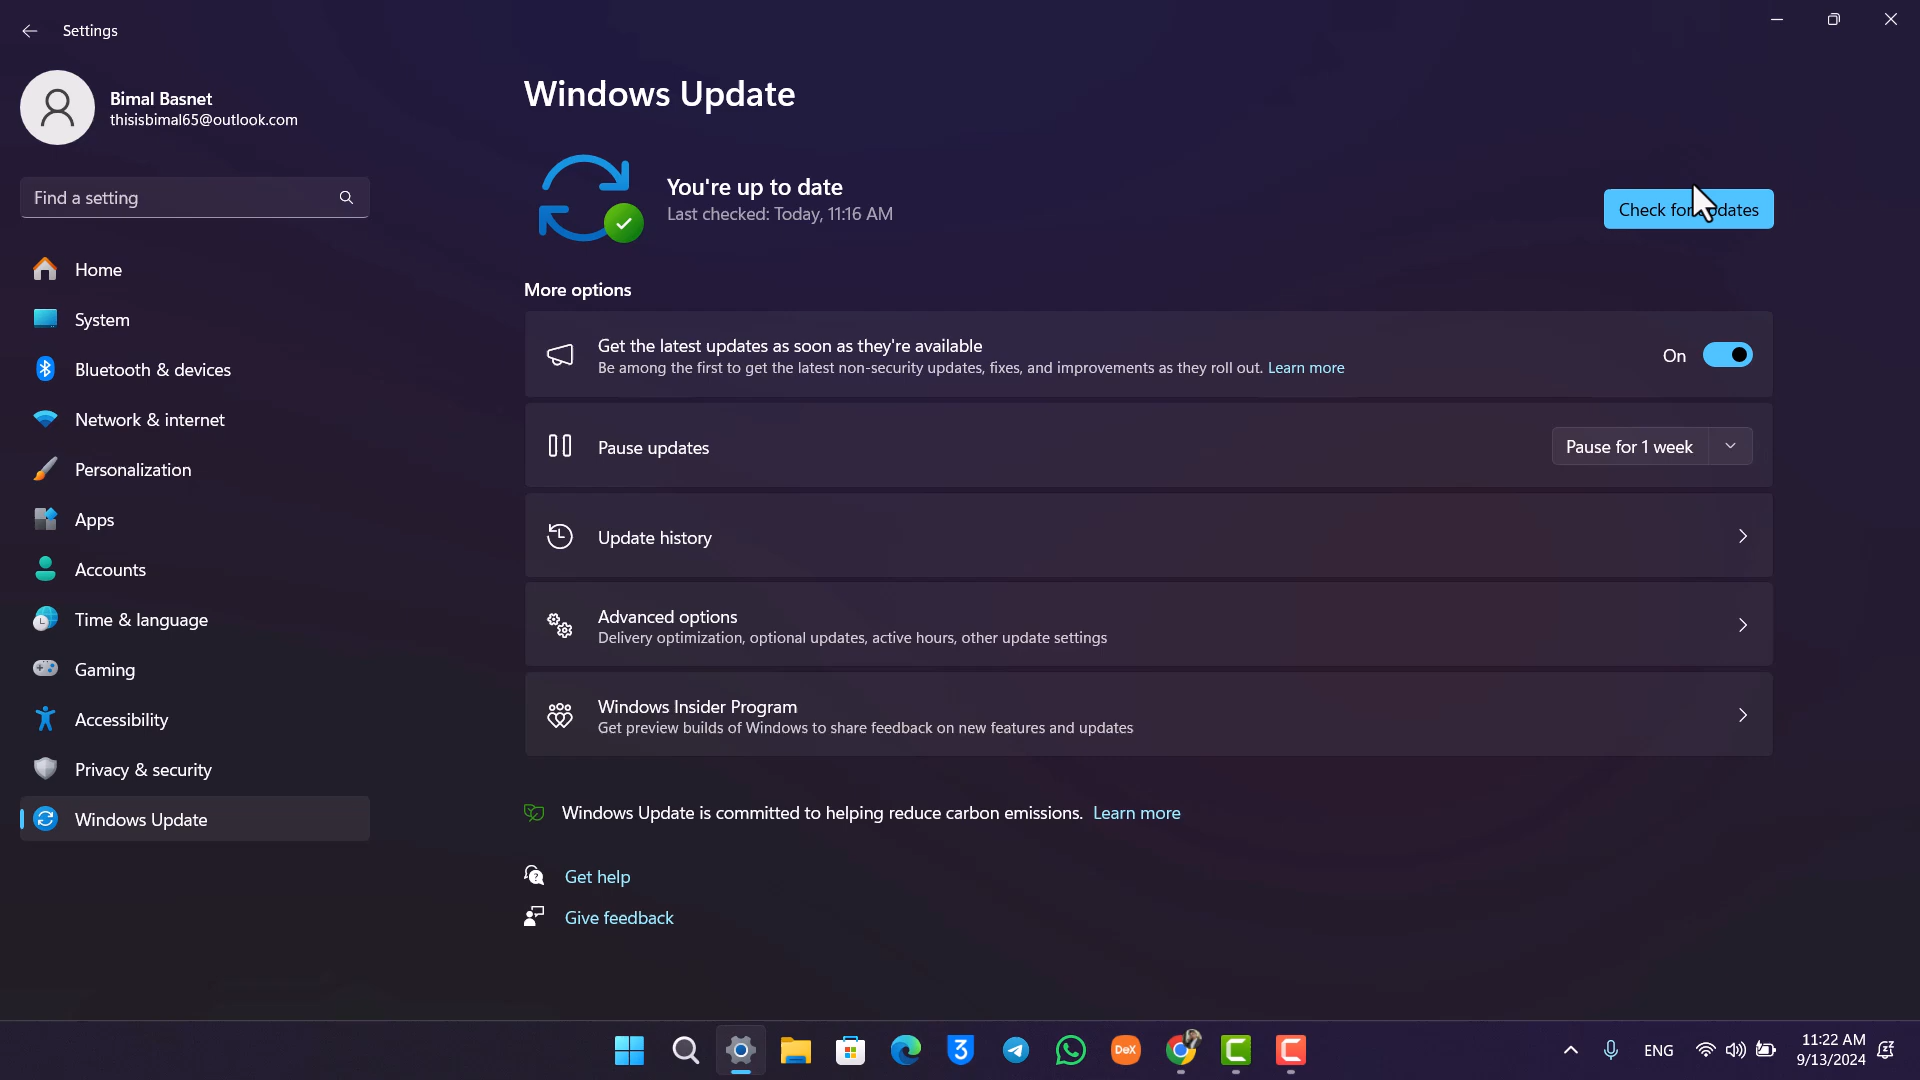 Settings
Bimal Basnet
thisisbimal65@outlook.com
Find a setting
Home
System
Bluetooth & devices
Network & internet
Personalization
Apps
Accounts
Time & language
Gaming
Accessibility
Privacy & security
Windows Update
Windows Update
You're up to date
Last checked: Today, 11:16 AM
Check for updates
More options
Get the latest updates as soon as they're available
Be among the first to get the latest non-security updates, fixes, and improvements as they roll out. Learn more
On
Pause updates
Pause for 1 week
Update history
Advanced options
Delivery optimization, optional updates, active hours, other update settings
Windows Insider Program
Get preview builds of Windows to share feedback on new features and updates
Windows Update is committed to helping reduce carbon emissions. Learn more
Get help
Give feedback
3
DeX
ENG
11:22 AM
9/13/2024